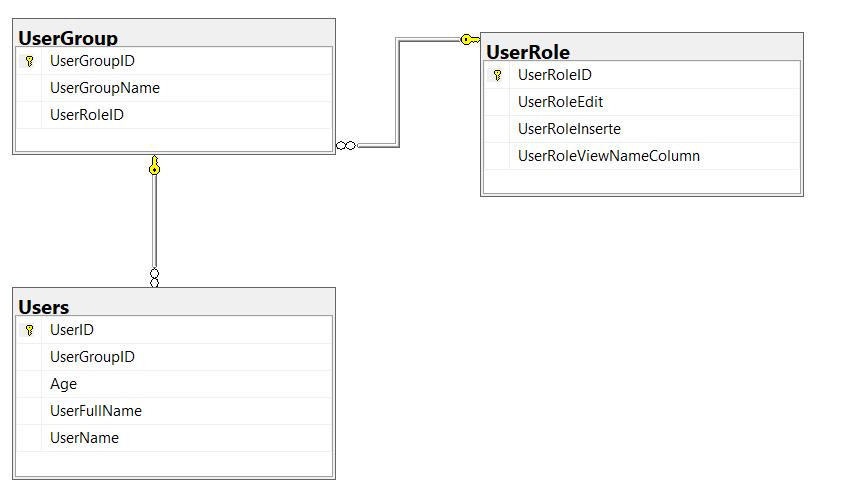 UserGroup
UserGroupID
UserGroupName
UserRoleID
UserRole
UserRoleID
UserRoleEdit
UserRoleInserte
UserRoleViewNameColumn
Users
UserID
UserGroupID
Age
UserFullName
UserName